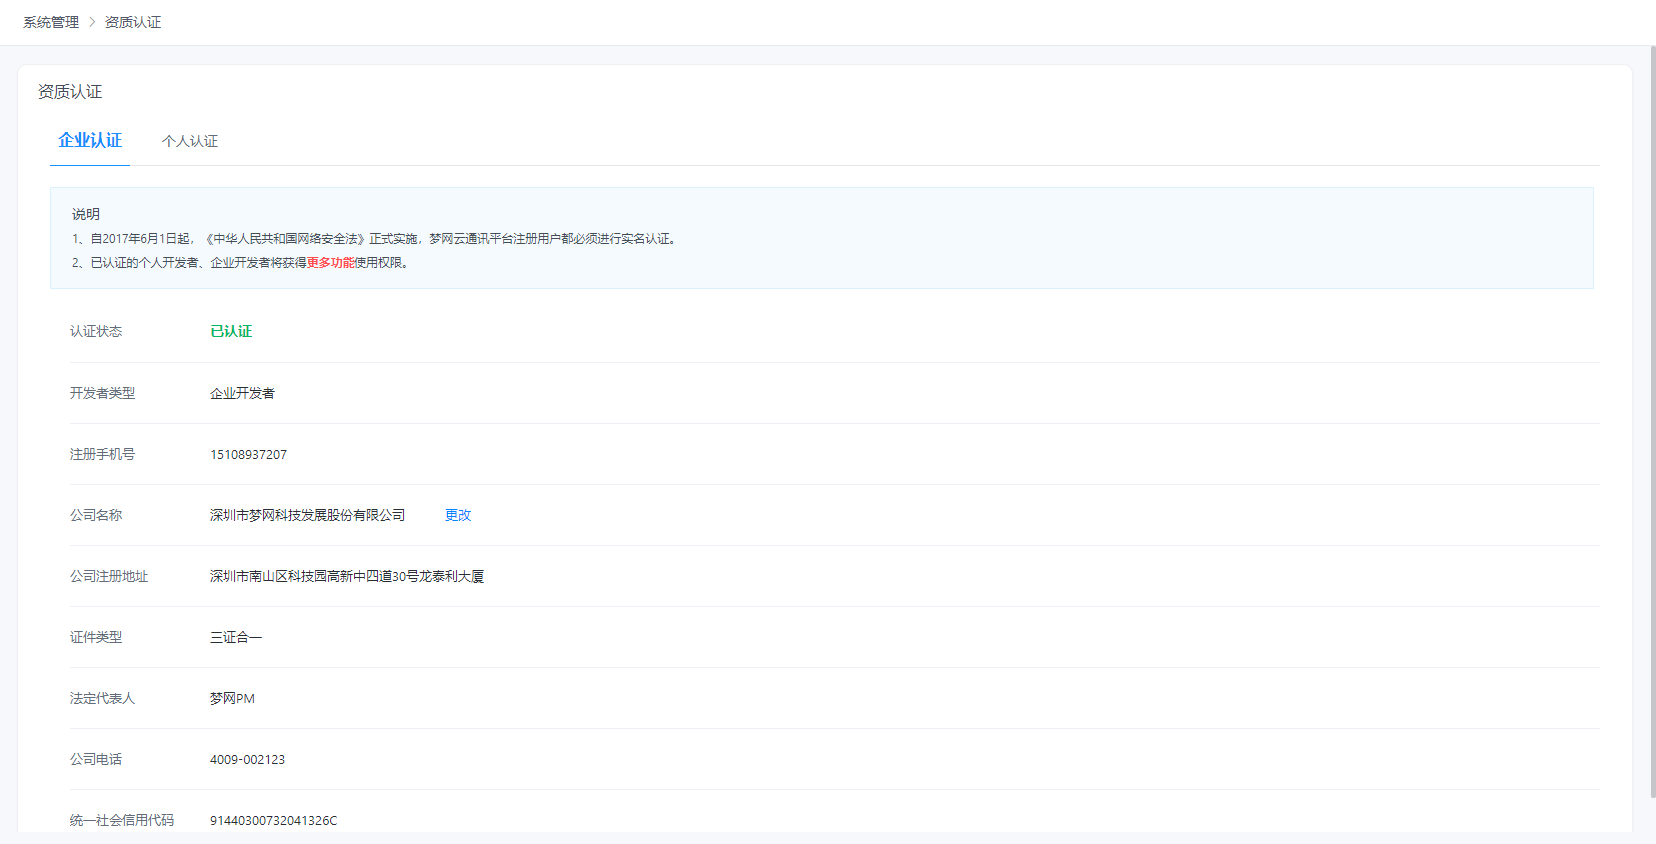 系统管理 > 资质认证
资质认证
企业认证 个人认证
说明
1、自2017年6月1日起，《中华人民共和国网络安全法》正式实施，梦网云通讯平台注册用户都必须进行实名认证。
2、已认证的个人开发者、企业开发者将获得更多功能使用权限。
认证状态 已认证
开发者类型 企业开发者
注册手机号 15108937207
公司名称 深圳市梦网科技发展股份有限公司 更改
公司注册地址 深圳市南山区科技园高新中四道30号龙泰利大厦
证件类型 三证合一
法定代表人 梦网PM
公司电话 4009-002123
统一社会信用代码 91440300732041326C